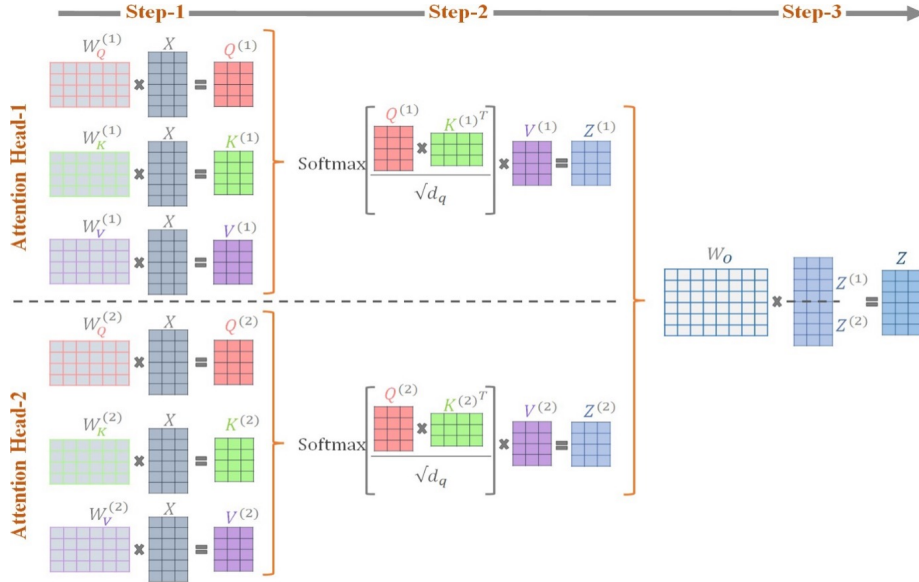 Step-1 Step-2 Step-3
Attention Head-1
W_Q^(1) X Q^(1)
× =
W_K^(1) X K^(1)
× =
W_V^(1) X V^(1)
× =
Softmax [ Q^(1) × K^(1)^T / √d_q ] × V^(1) = Z^(1)
W_O × Z^(1) Z^(2) = Z
Attention Head-2
W_Q^(2) X Q^(2)
× =
W_K^(2) X K^(2)
× =
W_V^(2) X V^(2)
× =
Softmax [ Q^(2) × K^(2)^T / √d_q ] × V^(2) = Z^(2)